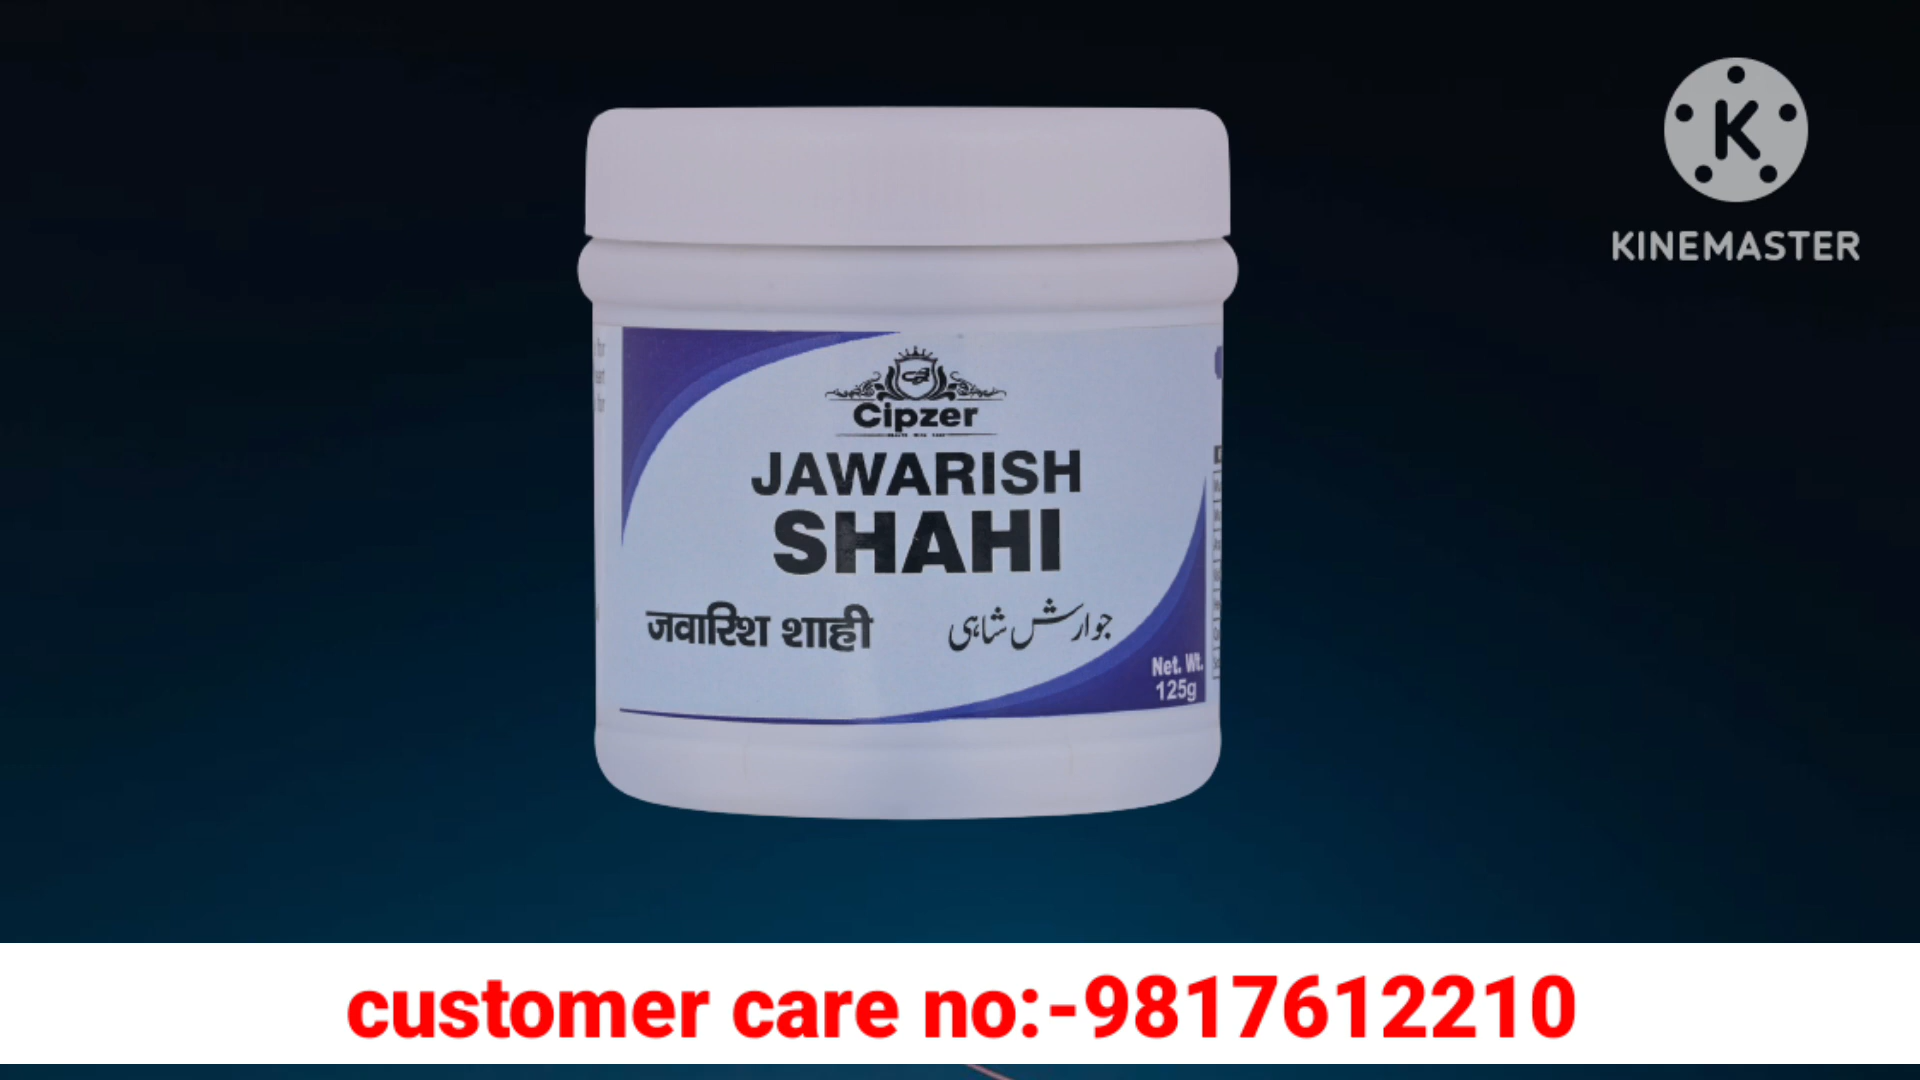 K
KINEMASTER
Cipzer
JAWARISH
SHAHI
जवारिश शाही
جوارش شاہی
Net. Wt.
125g
customer care no:-9817612210